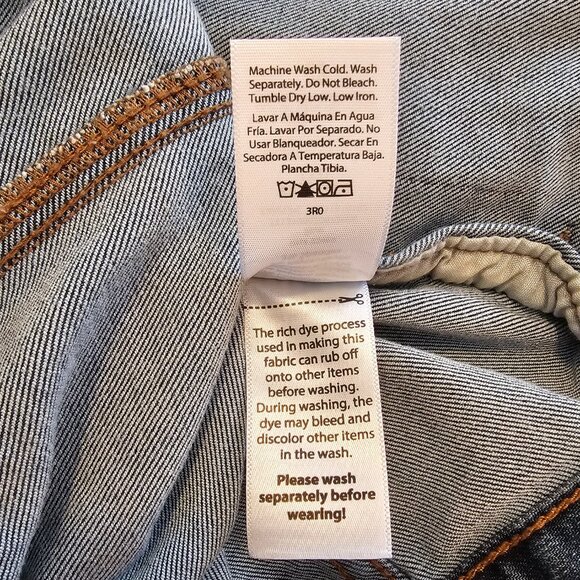 Machine Wash Cold. Wash
Separately. Do Not Bleach.
Tumble Dry Low. Low Iron.
Lavar A Máquina En Agua
Fría. Lavar Por Separado. No
Usar Blanqueador. Secar En
Secadora A Temperatura Baja.
Plancha Tibia.
3R0
The rich dye process
used in making this
fabric can rub off
onto other items
before washing.
During washing, the
dye may bleed and
discolor other items
in the wash.
Please wash
separately before
wearing!